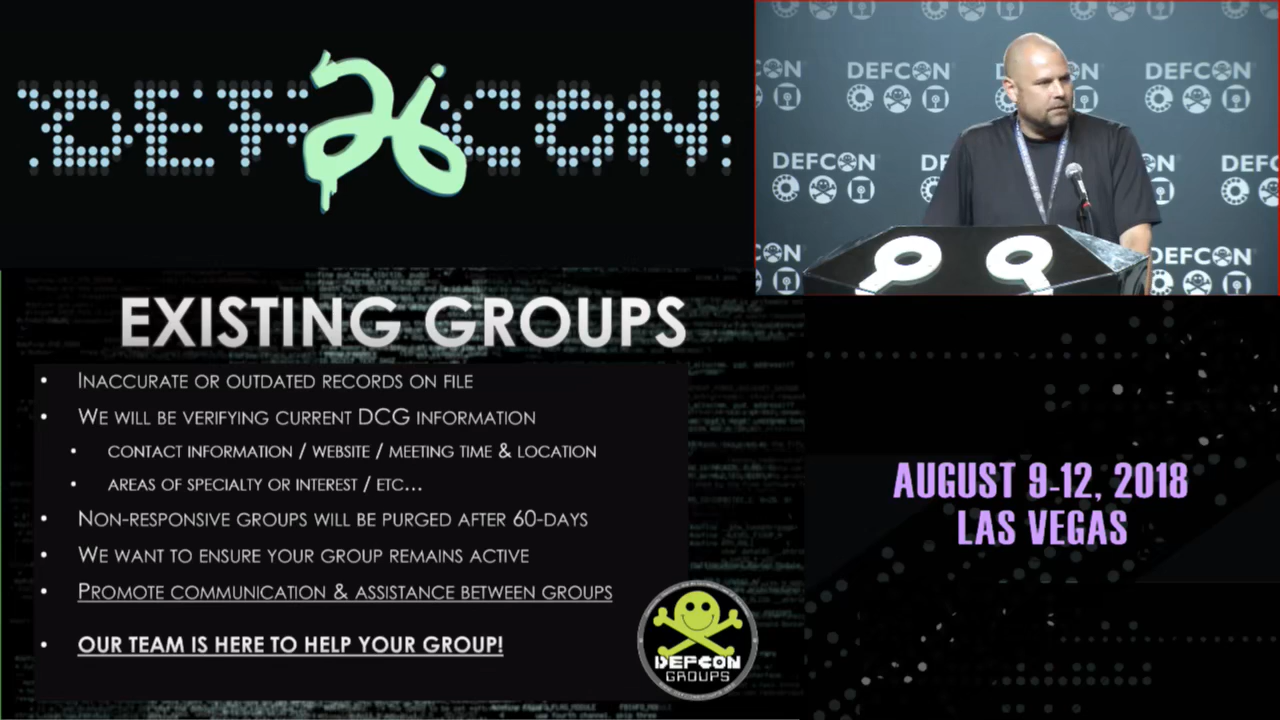 DEF CON
26
DEFCON
DEFCON
DEFCON
EXISTING GROUPS
• INACCURATE OR OUTDATED RECORDS ON FILE
• WE WILL BE VERIFYING CURRENT DCG INFORMATION
• CONTACT INFORMATION / WEBSITE / MEETING TIME & LOCATION
• AREAS OF SPECIALTY OR INTEREST / ETC...
• NON-RESPONSIVE GROUPS WILL BE PURGED AFTER 60-DAYS
• WE WANT TO ENSURE YOUR GROUP REMAINS ACTIVE
• PROMOTE COMMUNICATION & ASSISTANCE BETWEEN GROUPS
• OUR TEAM IS HERE TO HELP YOUR GROUP!
DEFCON
GROUPS
AUGUST 9-12, 2018
LAS VEGAS